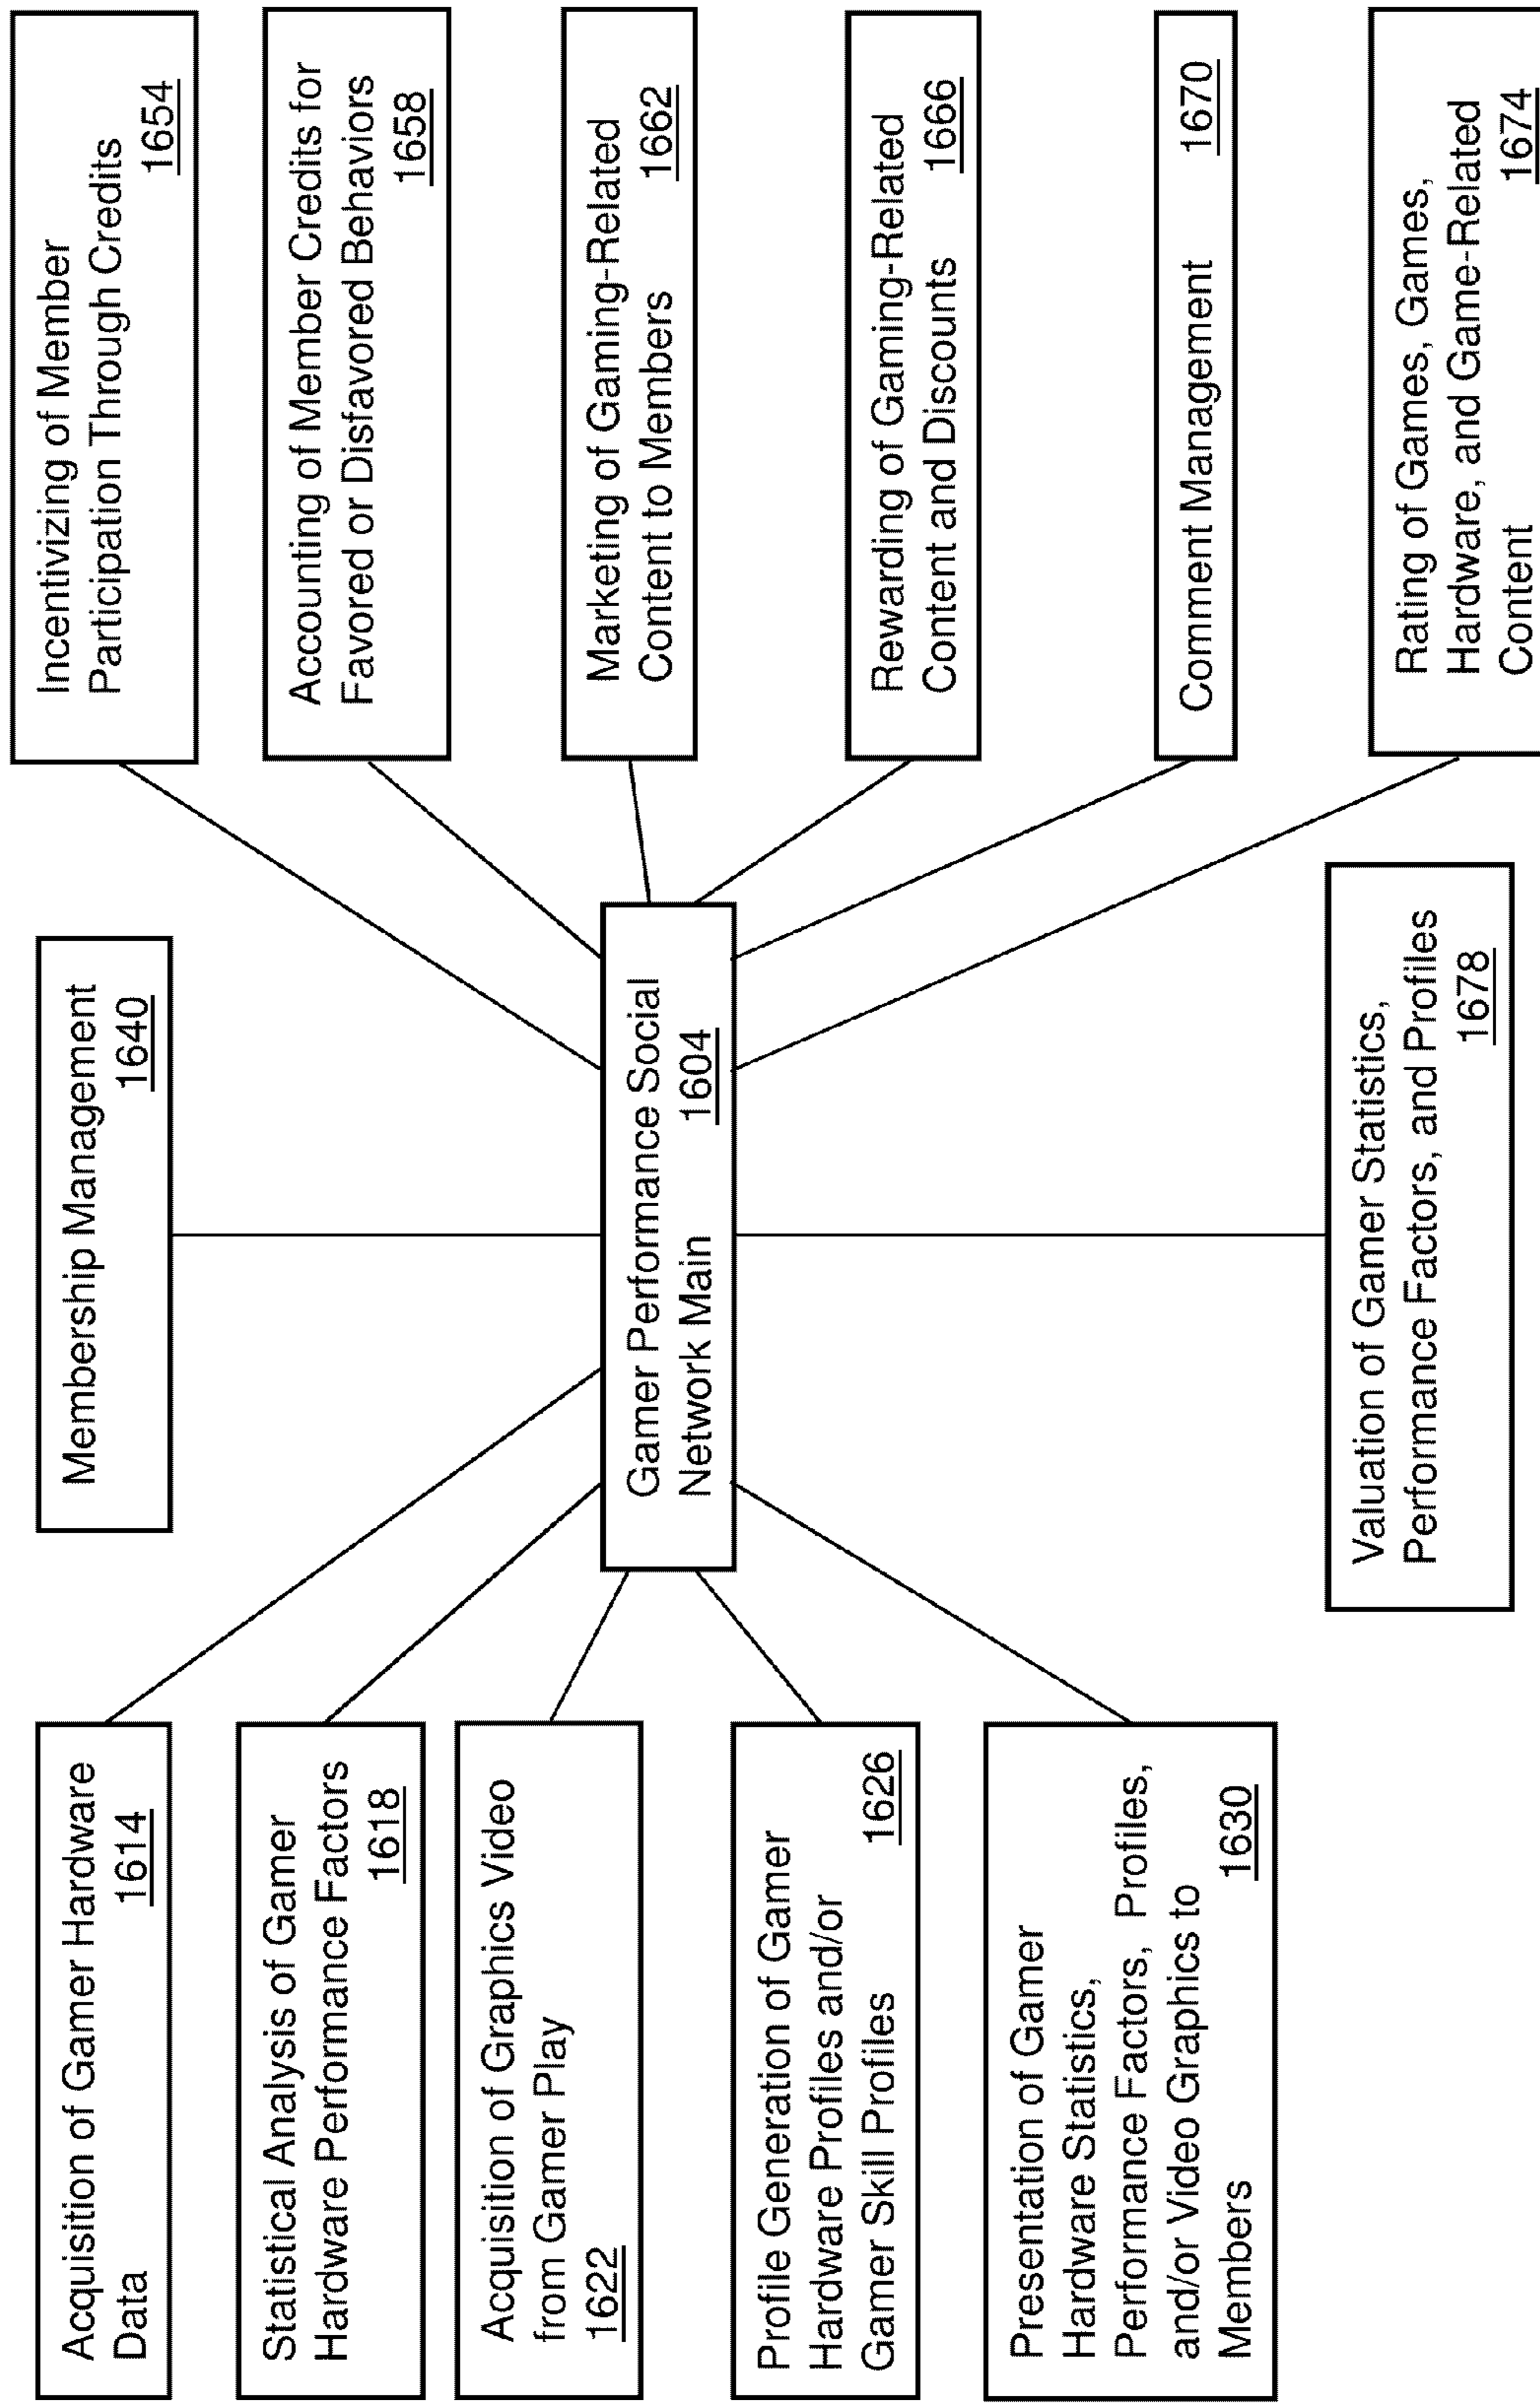 Acquisition of Gamer Hardware
Data 1614
Statistical Analysis of Gamer
Hardware Performance Factors
1618
Acquisition of Graphics Video
from Gamer Play
1622
Profile Generation of Gamer
Hardware Profiles and/or
Gamer Skill Profiles 1626
Presentation of Gamer
Hardware Statistics,
Performance Factors, Profiles,
and/or Video Graphics to
Members 1630
Membership Management
1640
Gamer Performance Social
Network Main 1604
Valuation of Gamer Statistics,
Performance Factors, and Profiles
1678
Incentivizing of Member
Participation Through Credits
1654
Accounting of Member Credits for
Favored or Disfavored Behaviors
1658
Marketing of Gaming-Related
Content to Members 1662
Rewarding of Gaming-Related
Content and Discounts 1666
Comment Management 1670
Rating of Games, Games,
Hardware, and Game-Related
Content 1674